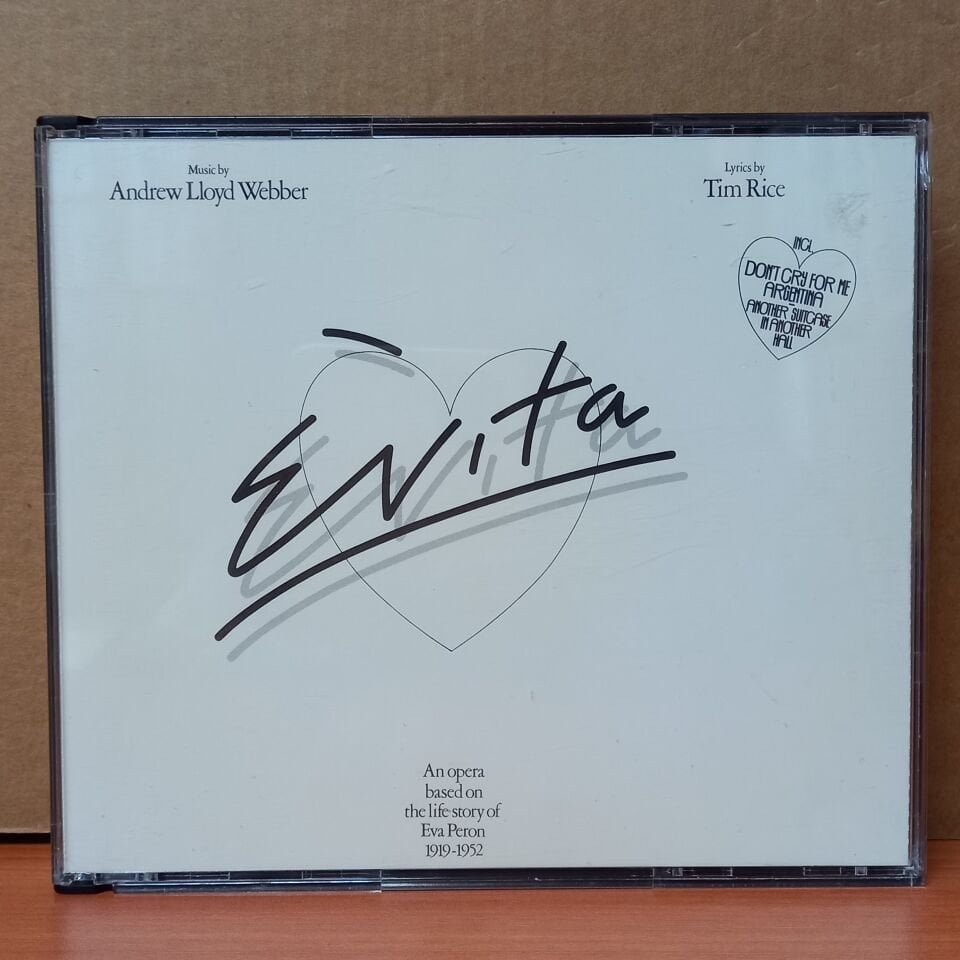 Music by
Andrew Lloyd Webber
Lyrics by
Tim Rice
INCL.
DON'T CRY FOR ME
ARGENTINA
-
ANOTHER SUITCASE
IN ANOTHER
HALL
Evita
An opera
based on
the life story of
Eva Peron
1919-1952